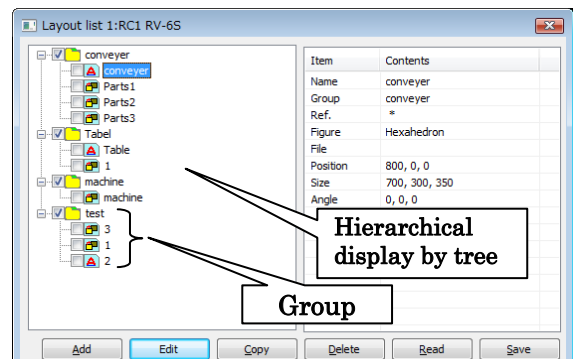 Layout list 1:RC1 RV-6S
conveyer
conveyer
Parts1
Parts2
Parts3
Tabel
Table
1
machine
machine
test
3
1
2
Item Contents
Name conveyer
Group conveyer
Ref. *
Figure Hexahedron
File
Position 800, 0, 0
Size 700, 300, 350
Angle 0, 0, 0
Hierarchical
display by tree
Group
Add Edit Copy Delete Read Save